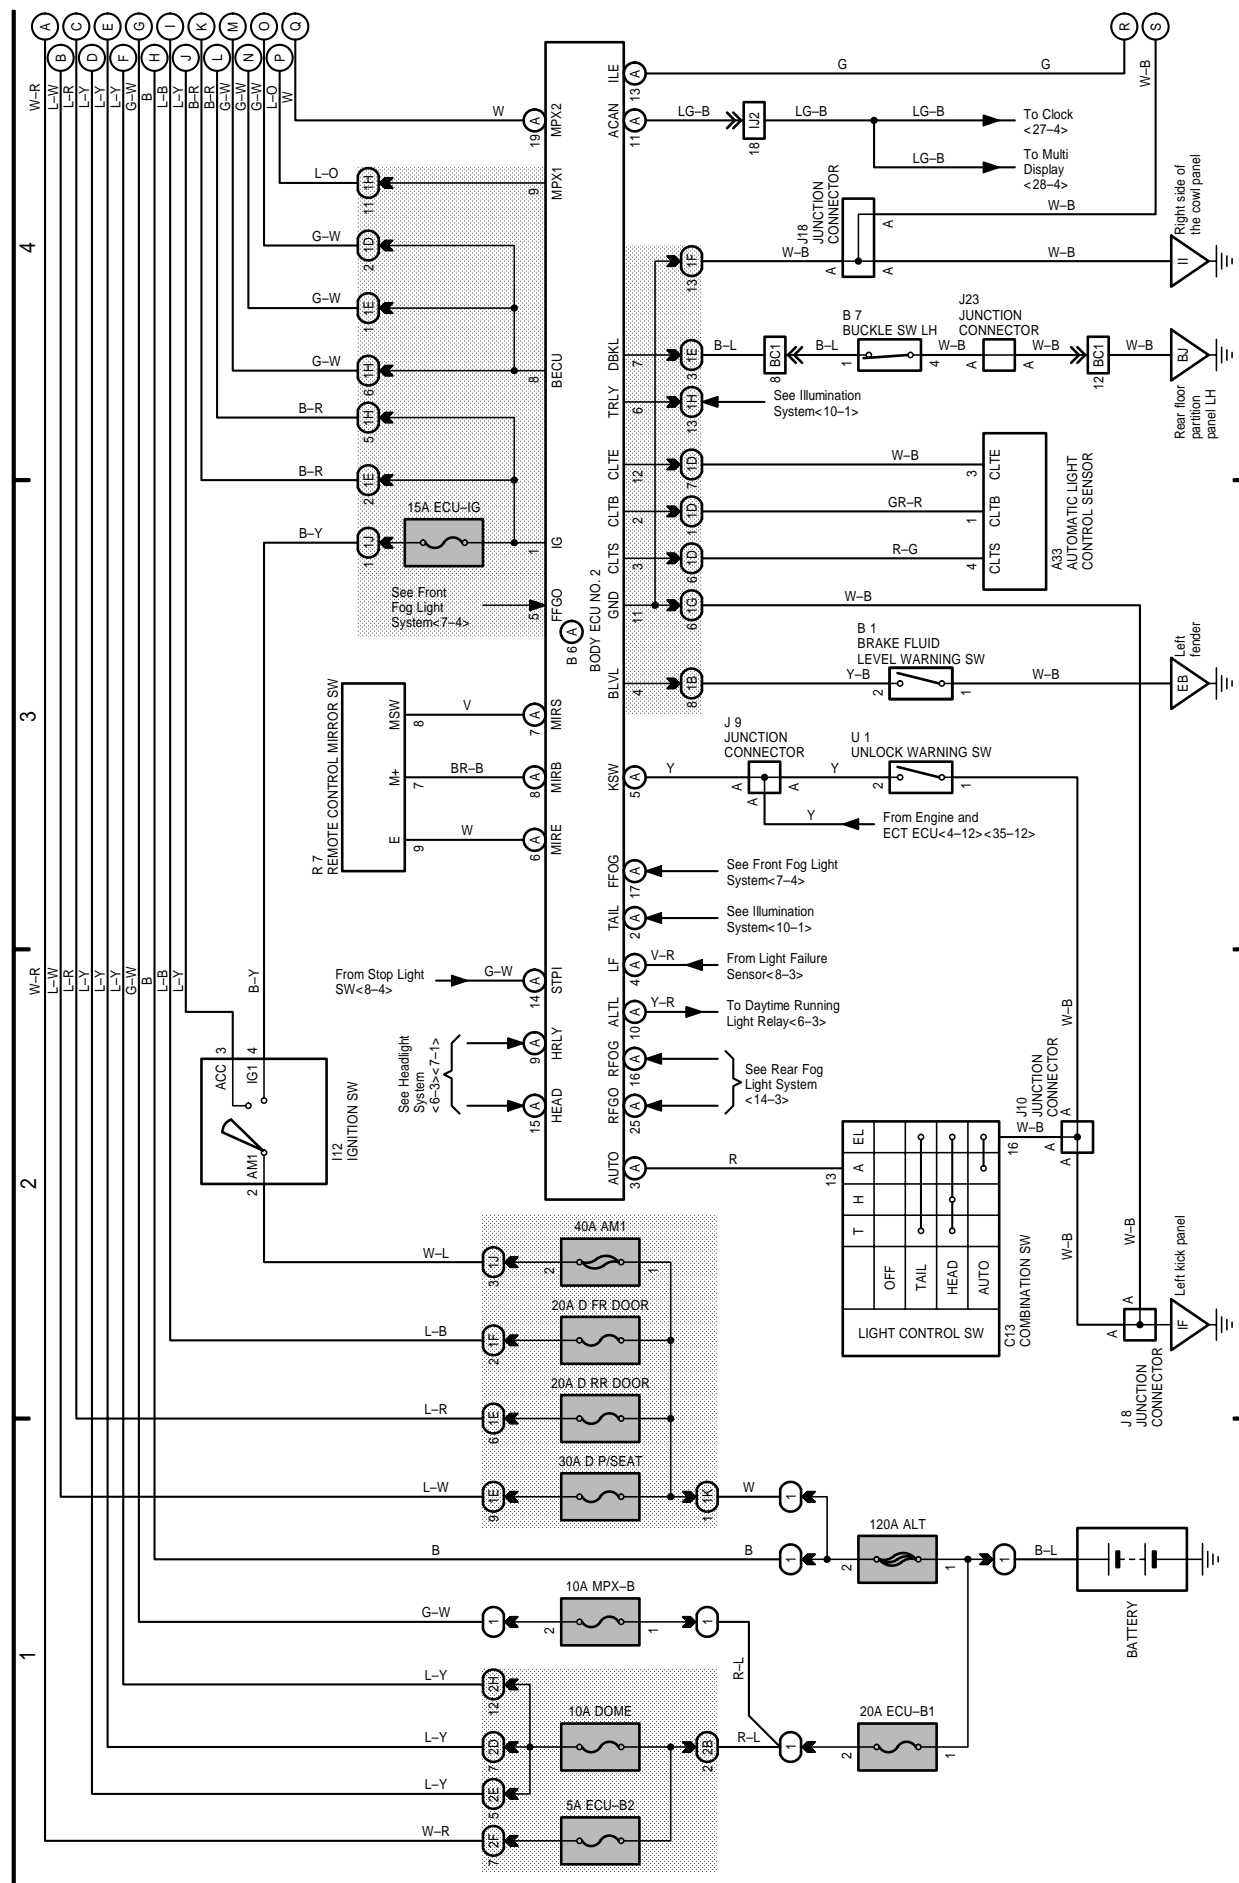 A C E G I K M O Q
B D F H J L N P
R S
W–R
L–W
L–R
L–Y
L–Y
L–Y
G–W
B
L–B
L–Y
B–R
B–R
G–W
G–W
G–W
L–O
W
4
3
2
1
W
19 A MPX2
L–O
11 1H
9 MPX1
G–W
2 1D
G–W
1 1E
G–W
6 1H
8 BECU
B–R
5 1H
B–R
2 1E
15A ECU–IG
B–Y
1 1J
1 IG
See Front
Fog Light
System<7–4>
5 FFGO
B 6 A
BODY ECU NO. 2
ILE
13 A
G
G
ACAN
11 A
LG–B
18 IJ2
LG–B
LG–B
To Clock
<27–4>
LG–B
To Multi
Display
<28–4>
W–B
J18
JUNCTION
CONNECTOR
A
A
A
W–B
13 1F
W–B
W–B
II
Right side of
the cowl panel
DBKL
7
3 1E
B–L
8 BC1
B–L
B 7
BUCKLE SW LH
1
4
W–B
J23
JUNCTION
CONNECTOR
A
A
W–B
12 BC1
W–B
BJ
Rear floor
partition
panel LH
TRLY
6
13 1H
See Illumination
System<10–1>
CLTE
12
7 1D
W–B
3 CLTE
CLTB
2
1 1D
GR–R
1 CLTB
CLTS
3
6 1D
R–G
4 CLTS
A33
AUTOMATIC LIGHT
CONTROL SENSOR
GND
11
6 1G
W–B
BLVL
4
8 1B
Y–B
B 1
BRAKE FLUID
LEVEL WARNING SW
2
1
W–B
EB
Left
fender
R 7
REMOTE CONTROL MIRROR SW
MSW
8
V
7 A MIRS
M+
7
BR–B
8 A MIRB
E
9
W
6 A MIRE
KSW
5 A
Y
J 9
JUNCTION
CONNECTOR
A
A
A
Y
Y
U 1
UNLOCK WARNING SW
2
1
From Engine and
ECT ECU<4–12><35–12>
FFOG
17 A
See Front Fog Light
System<7–4>
TAIL
2 A
See Illumination
System<10–1>
LF
4 A
V–R
From Light Failure
Sensor<8–3>
ALTL
10 A
Y–R
To Daytime Running
Light Relay<6–3>
RFOG
16 A
RFGO
25 A
See Rear Fog
Light System
<14–3>
From Stop Light
SW<8–4>
G–W
14 A STPI
9 A HRLY
15 A HEAD
See Headlight
System
<6–3><7–1>
W–R
L–W
L–R
L–Y
L–Y
L–Y
G–W
B
L–B
L–Y
B–Y
ACC 3
IG1 4
2 AM1
I12
IGNITION SW
AUTO
3 A
R
13
T H A EL
OFF
TAIL
HEAD
AUTO
LIGHT CONTROL SW
C13
COMBINATION SW
16
W–B
J10
JUNCTION
CONNECTOR
A
A
A
W–B
W–B
W–B
J 8
JUNCTION
CONNECTOR
A
A
IF
Left kick panel
40A AM1
W–L
3 1J
2
1
20A D FR DOOR
L–B
2 1F
20A D RR DOOR
L–R
6 1E
30A D P/SEAT
L–W
9 1E
1 1K
W
1
B
B
1
120A ALT
2
1
1
B–L
BATTERY
10A MPX–B
G–W
1
2
1
1
R–L
L–Y
12 2H
10A DOME
L–Y
7 2D
L–Y
5 2E
2 2B
R–L
1
20A ECU–B1
2
1
5A ECU–B2
W–R
7 2F